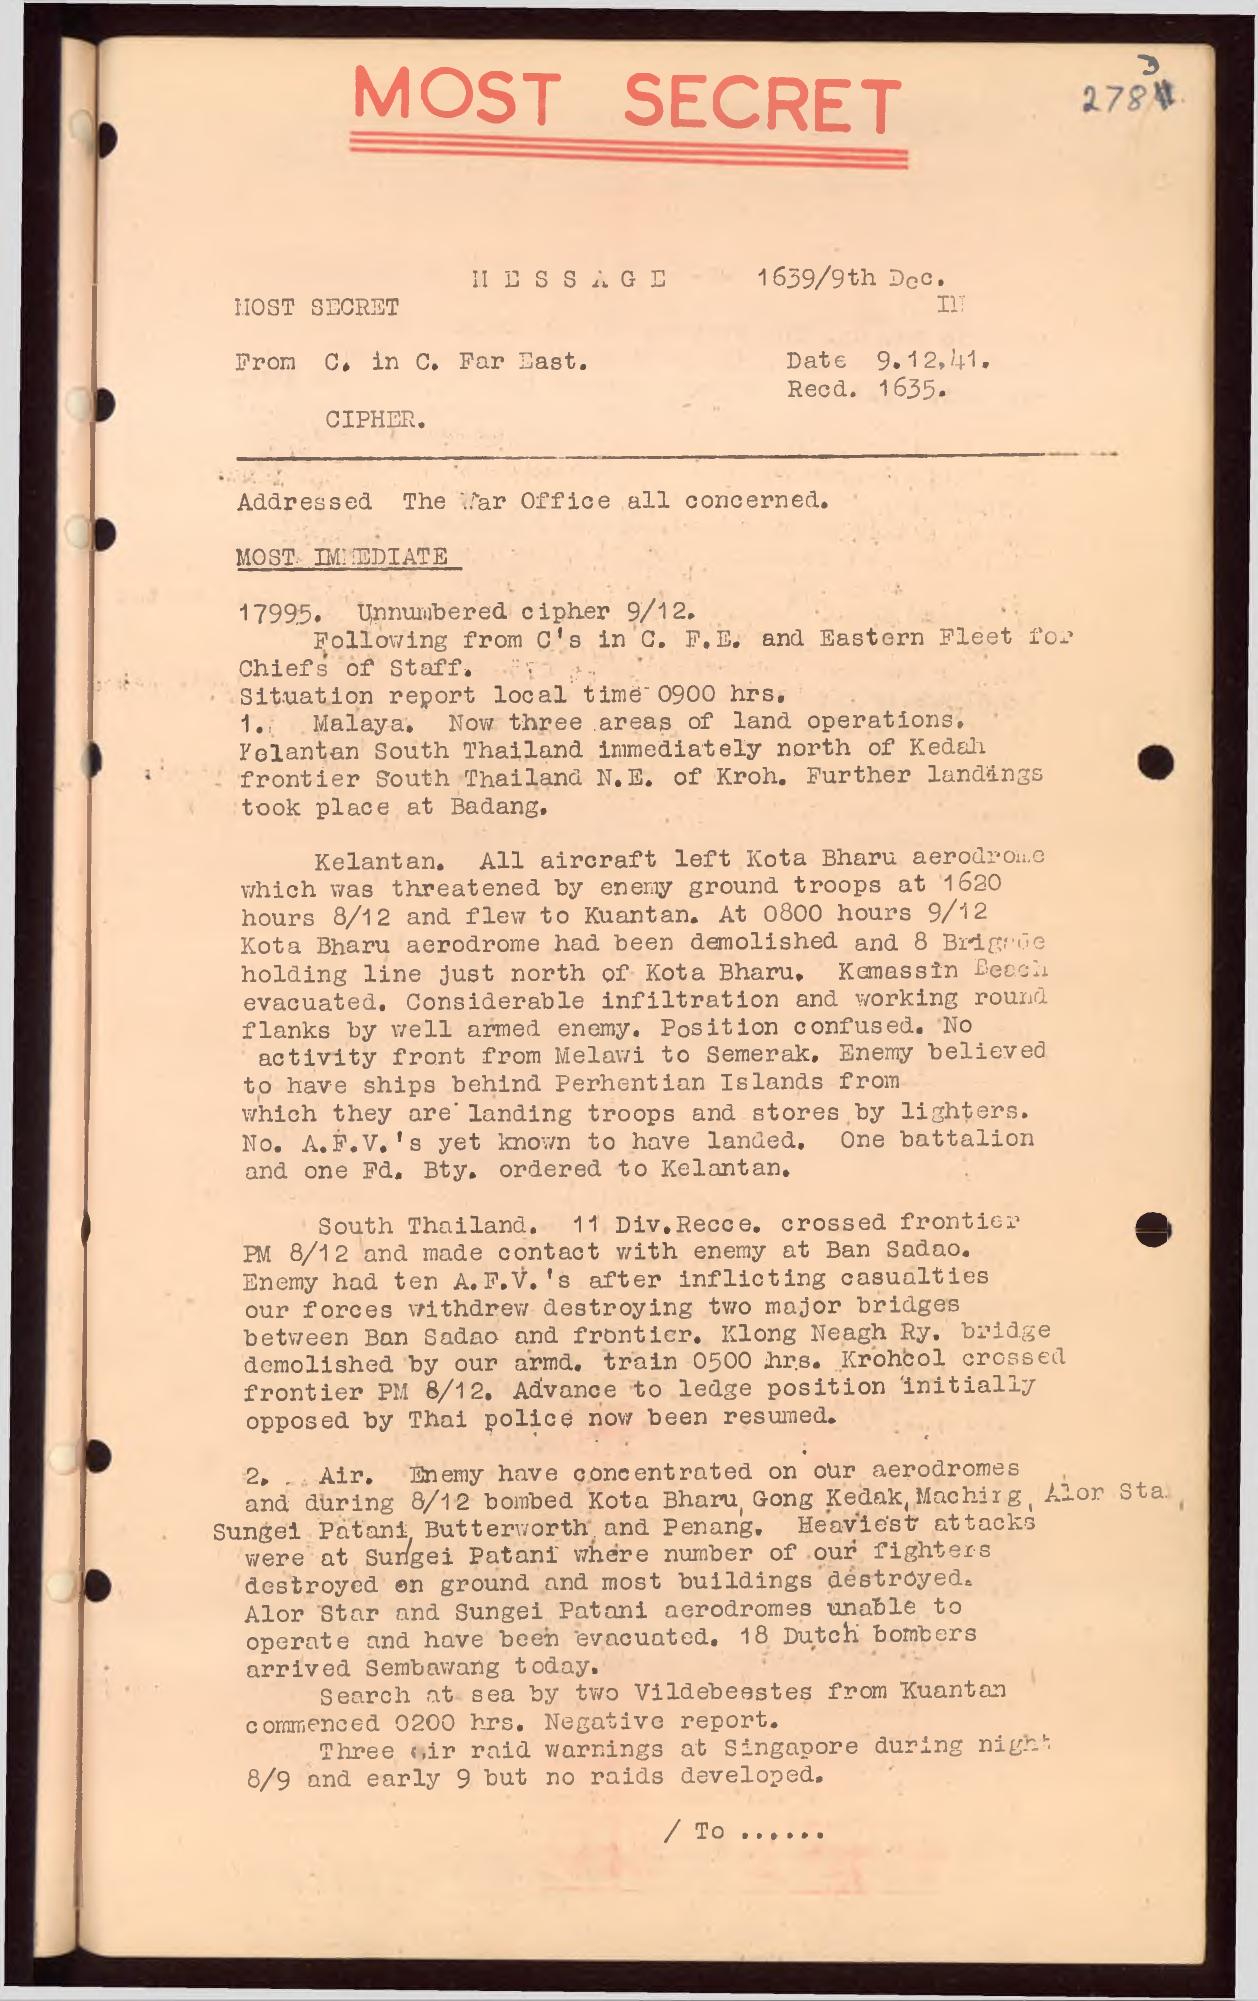 MOST SECRET
278
M E S S A G E 1639/9th Dec.
MOST SECRET IN
From C. in C. Far East. Date 9.12.41.
Recd. 1635.
CIPHER.
Addressed The War Office all concerned.
MOST IMMEDIATE
17995. Unnumbered cipher 9/12.
Following from C's in C. F.E. and Eastern Fleet for
Chiefs of Staff.
Situation report local time 0900 hrs.
1. Malaya. Now three areas of land operations.
Kelantan South Thailand immediately north of Kedah
frontier South Thailand N.E. of Kroh. Further landings
took place at Badang.
Kelantan. All aircraft left Kota Bharu aerodrome
which was threatened by enemy ground troops at 1620
hours 8/12 and flew to Kuantan. At 0800 hours 9/12
Kota Bharu aerodrome had been demolished and 8 Brigade
holding line just north of Kota Bharu. Kemassin Beach
evacuated. Considerable infiltration and working round
flanks by well armed enemy. Position confused. No
activity front from Melawi to Semerak. Enemy believed
to have ships behind Perhentian Islands from
which they are landing troops and stores by lighters.
No. A.F.V.'s yet known to have landed. One battalion
and one Fd. Bty. ordered to Kelantan.
South Thailand. 11 Div.Recce. crossed frontier
PM 8/12 and made contact with enemy at Ban Sadao.
Enemy had ten A.F.V.'s after inflicting casualties
our forces withdrew destroying two major bridges
between Ban Sadao and frontier. Klong Neagh Ry. bridge
demolished by our armd. train 0500 hrs. Krohcol crossed
frontier PM 8/12. Advance to ledge position initially
opposed by Thai police now been resumed.
2. Air. Enemy have concentrated on our aerodromes
and during 8/12 bombed Kota Bharu, Gong Kedak, Machirg, Alor Sta
Sungei Patani, Butterworth and Penang. Heaviest attacks
were at Sungei Patani where number of our fighters
destroyed on ground and most buildings destroyed.
Alor Star and Sungei Patani aerodromes unable to
operate and have been evacuated. 18 Dutch bombers
arrived Sembawang today.
Search at sea by two Vildebeestes from Kuantan
commenced 0200 hrs. Negative report.
Three air raid warnings at Singapore during night
8/9 and early 9 but no raids developed.
/ To ......